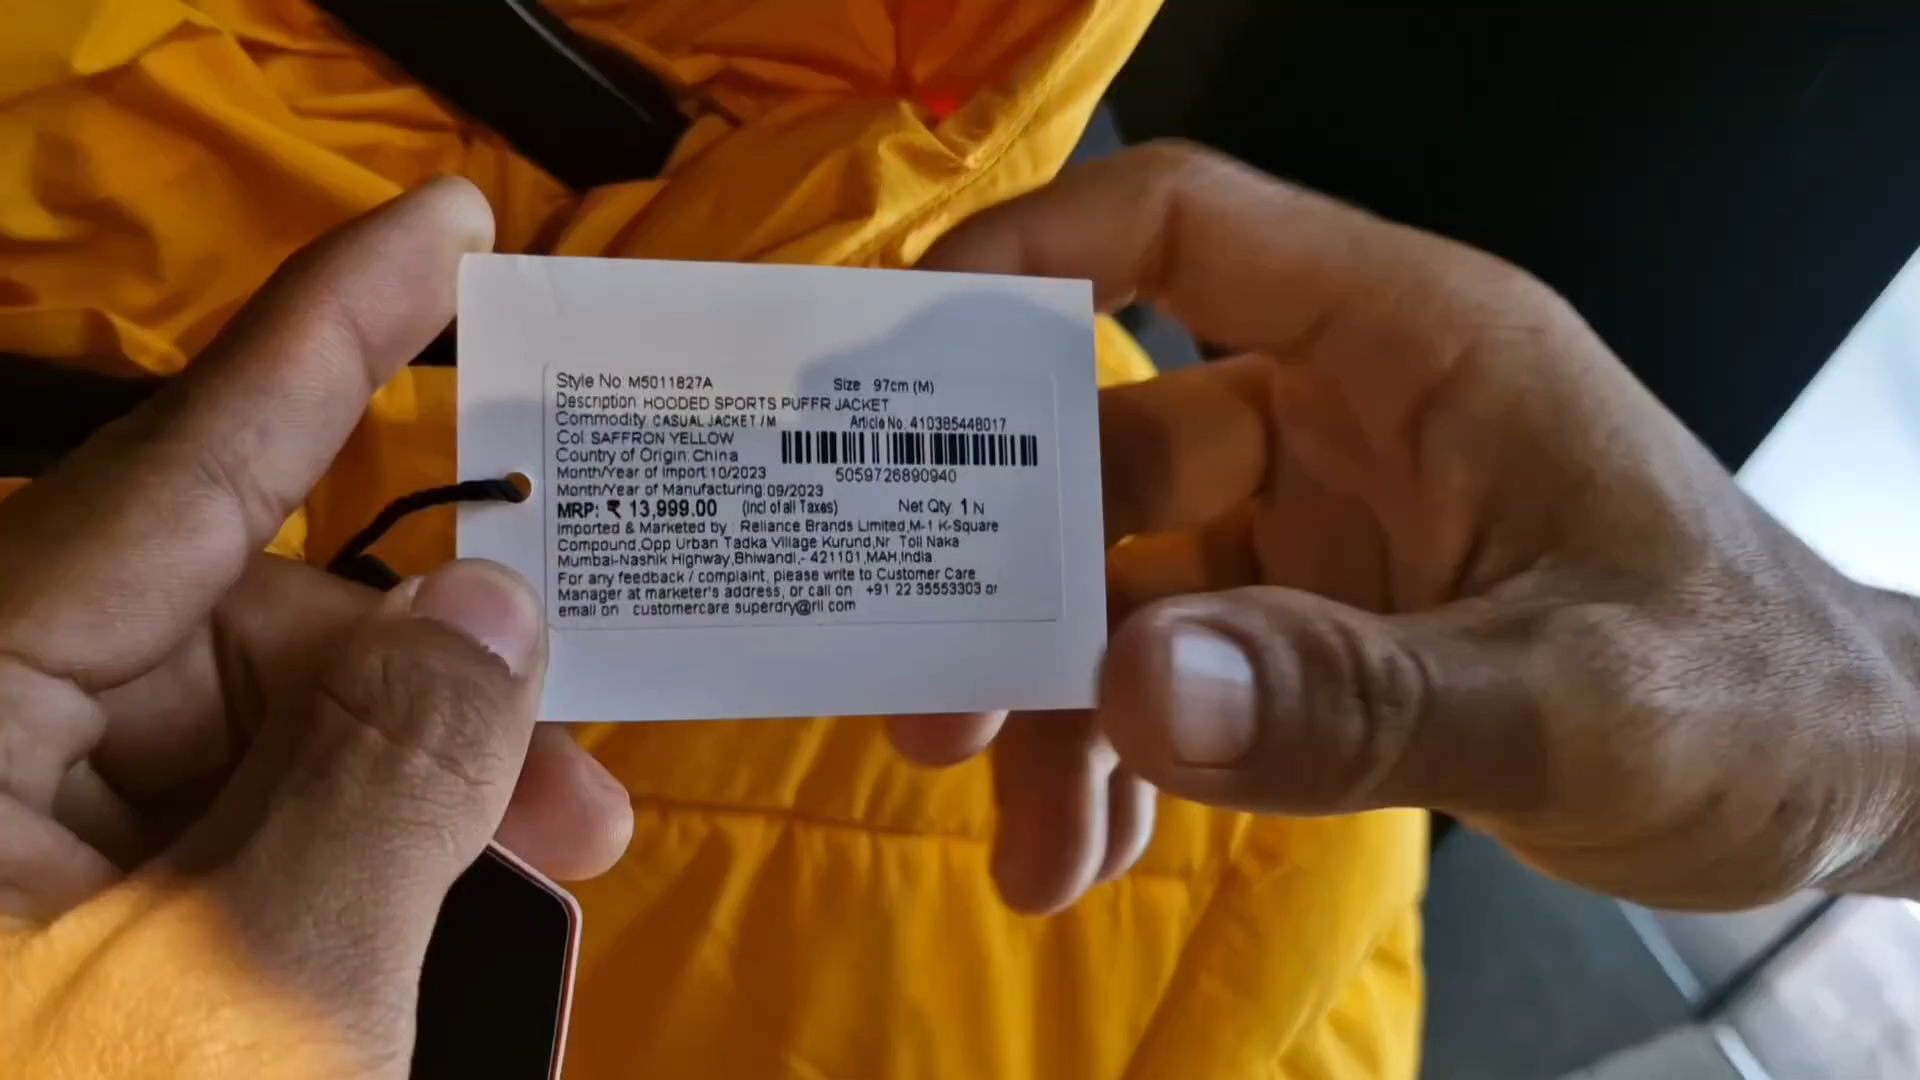 Style No: M5011827A Size 97cm (M)
Description: HOODED SPORTS PUFFR JACKET
Commodity: CASUAL JACKET /M Article No: 410385448017
Col: SAFFRON YELLOW
Country of Origin: China
Month/Year of Import:10/2023 5059726890940
Month/Year of Manufacturing:09/2023
MRP: ₹ 13,999.00 (Incl of all Taxes) Net Qty 1 N
Imported & Marketed by : Reliance Brands Limited,M-1 K-Square
Compound,Opp Urban Tadka Village Kurund,Nr Toll Naka
Mumbai-Nashik Highway,Bhiwandi,- 421101,MAH,India
For any feedback / complaint, please write to Customer Care
Manager at marketer's address, or call on +91 22 35553303 or
email on customercare superdry@ril com